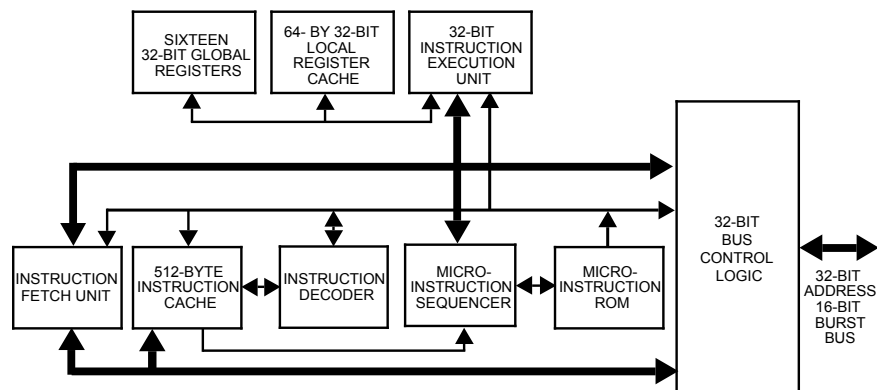 SIXTEEN
32-BIT GLOBAL
REGISTERS
64- BY 32-BIT
LOCAL
REGISTER
CACHE
32-BIT
INSTRUCTION
EXECUTION
UNIT
INSTRUCTION
FETCH UNIT
512-BYTE
INSTRUCTION
CACHE
INSTRUCTION
DECODER
MICRO-
INSTRUCTION
SEQUENCER
MICRO-
INSTRUCTION
ROM
32-BIT
BUS
CONTROL
LOGIC
32-BIT
ADDRESS
16-BIT
BURST
BUS